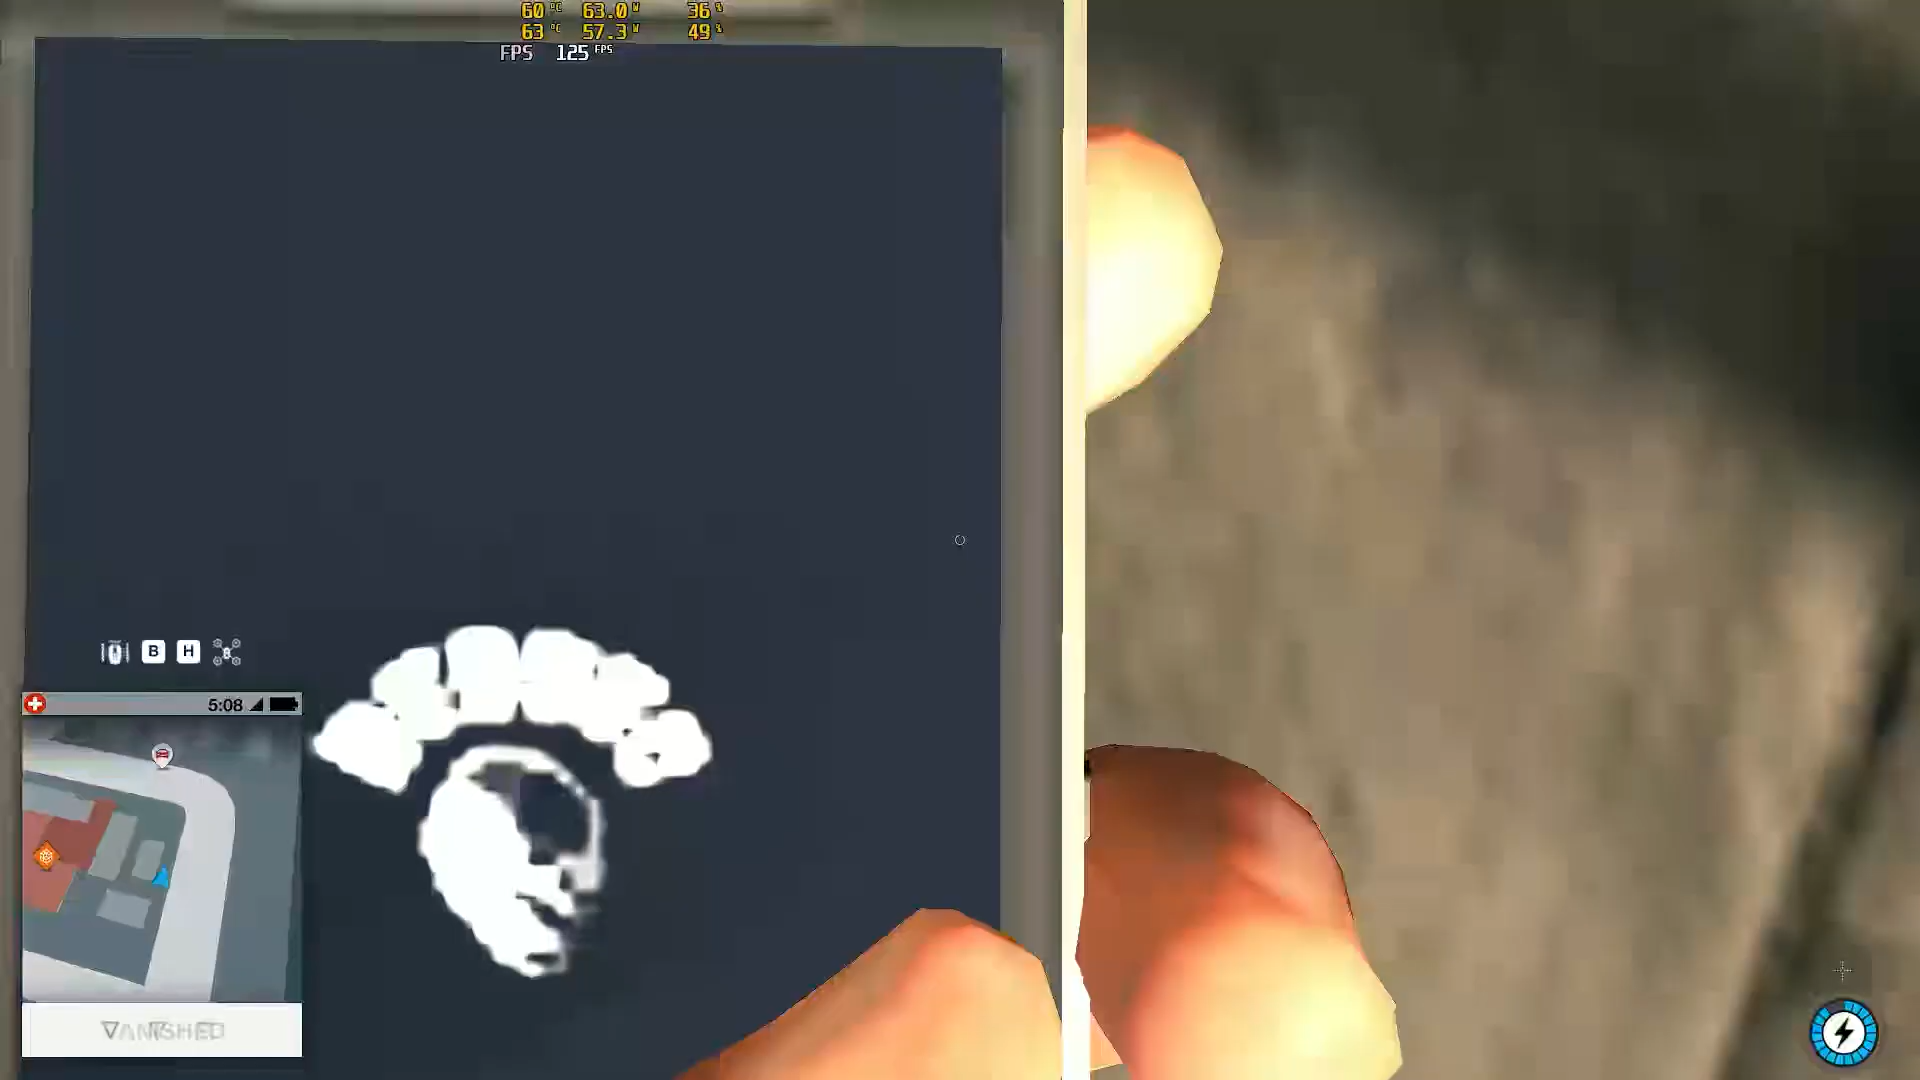 60 °C 63.0 W 36 %
63 °C 57.3 W 49 %
FPS 125 FPS
B H
5:08
VANISHED